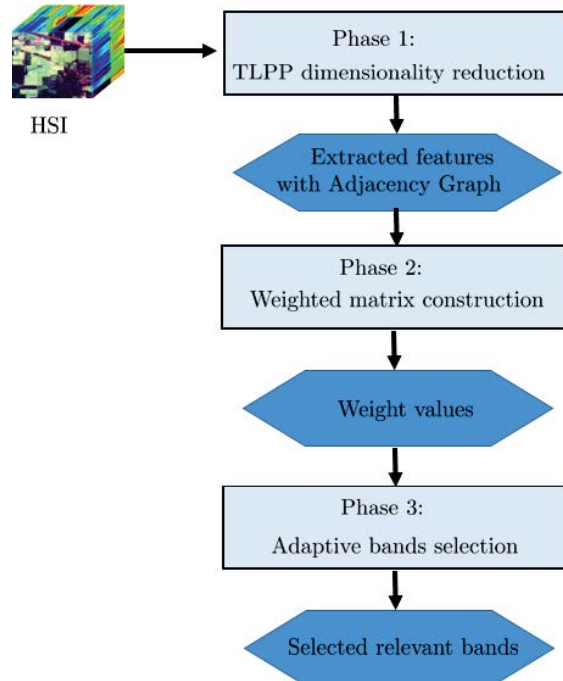 Phase 1:
TLPP dimensionality reduction
HSI
Extracted features
with Adjacency Graph
Phase 2:
Weighted matrix construction
Weight values
Phase 3:
Adaptive bands selection
Selected relevant bands